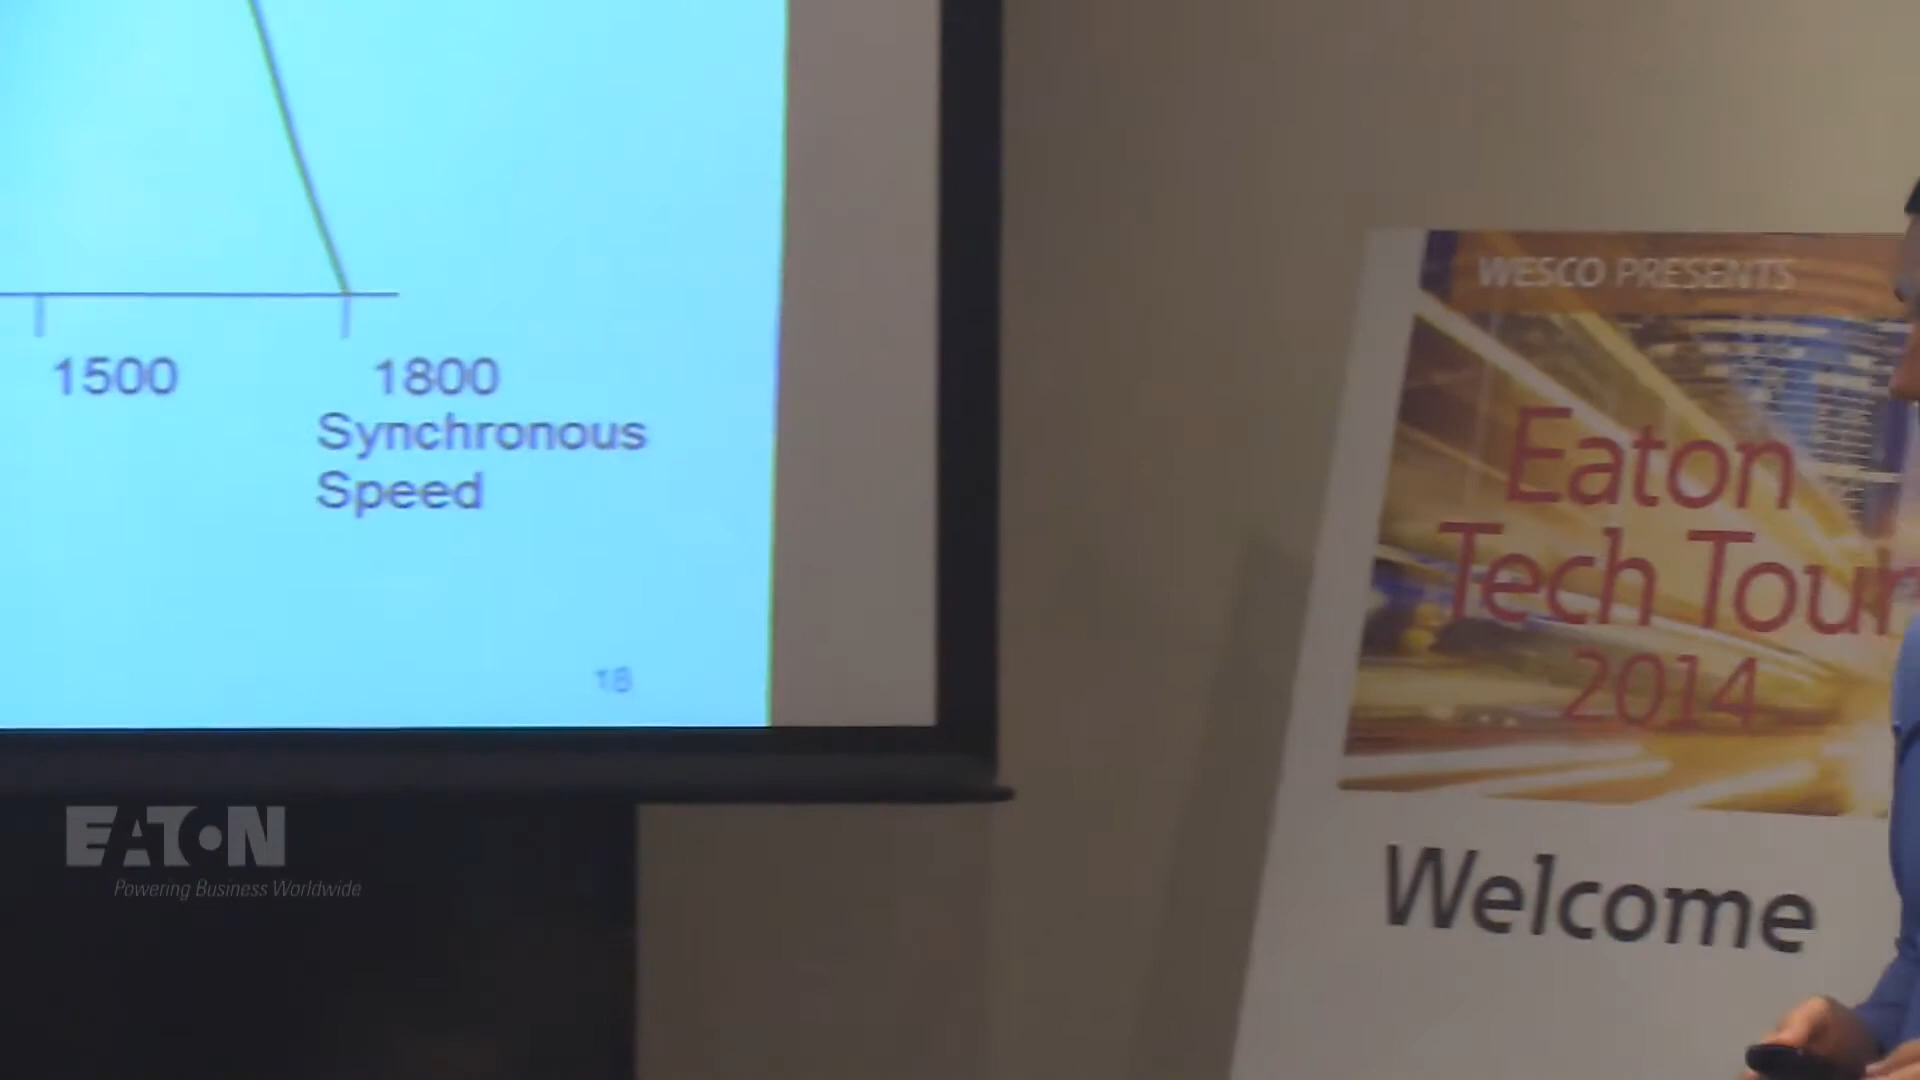 1500
1800
Synchronous
Speed
18
WESCO PRESENTS
Eaton
Tech Tour
2014
Welcome
EATON
Powering Business Worldwide